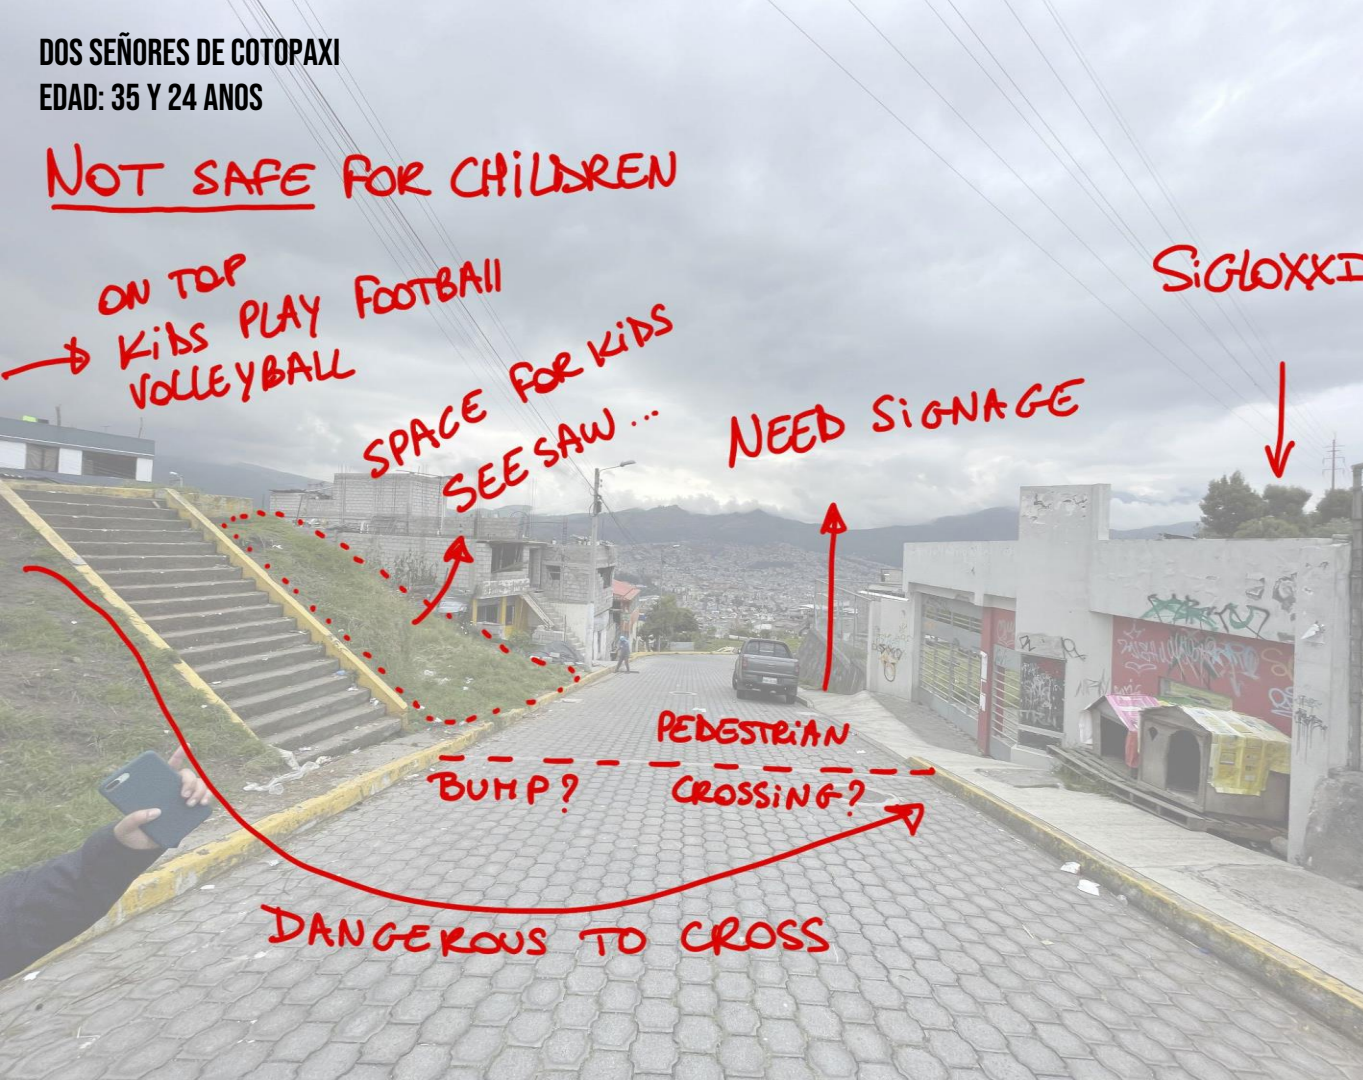 DOS SEÑORES DE COTOPAXI
EDAD: 35 Y 24 ANOS
NOT SAFE FOR CHILDREN
ON TOP
KIDS PLAY FOOTBALL
VOLLEYBALL
SPACE FOR KIDS
SEESAW...
NEED SIGNAGE
SIGLOXXI
PEDESTRIAN
BUMP? CROSSING?
DANGEROUS TO CROSS